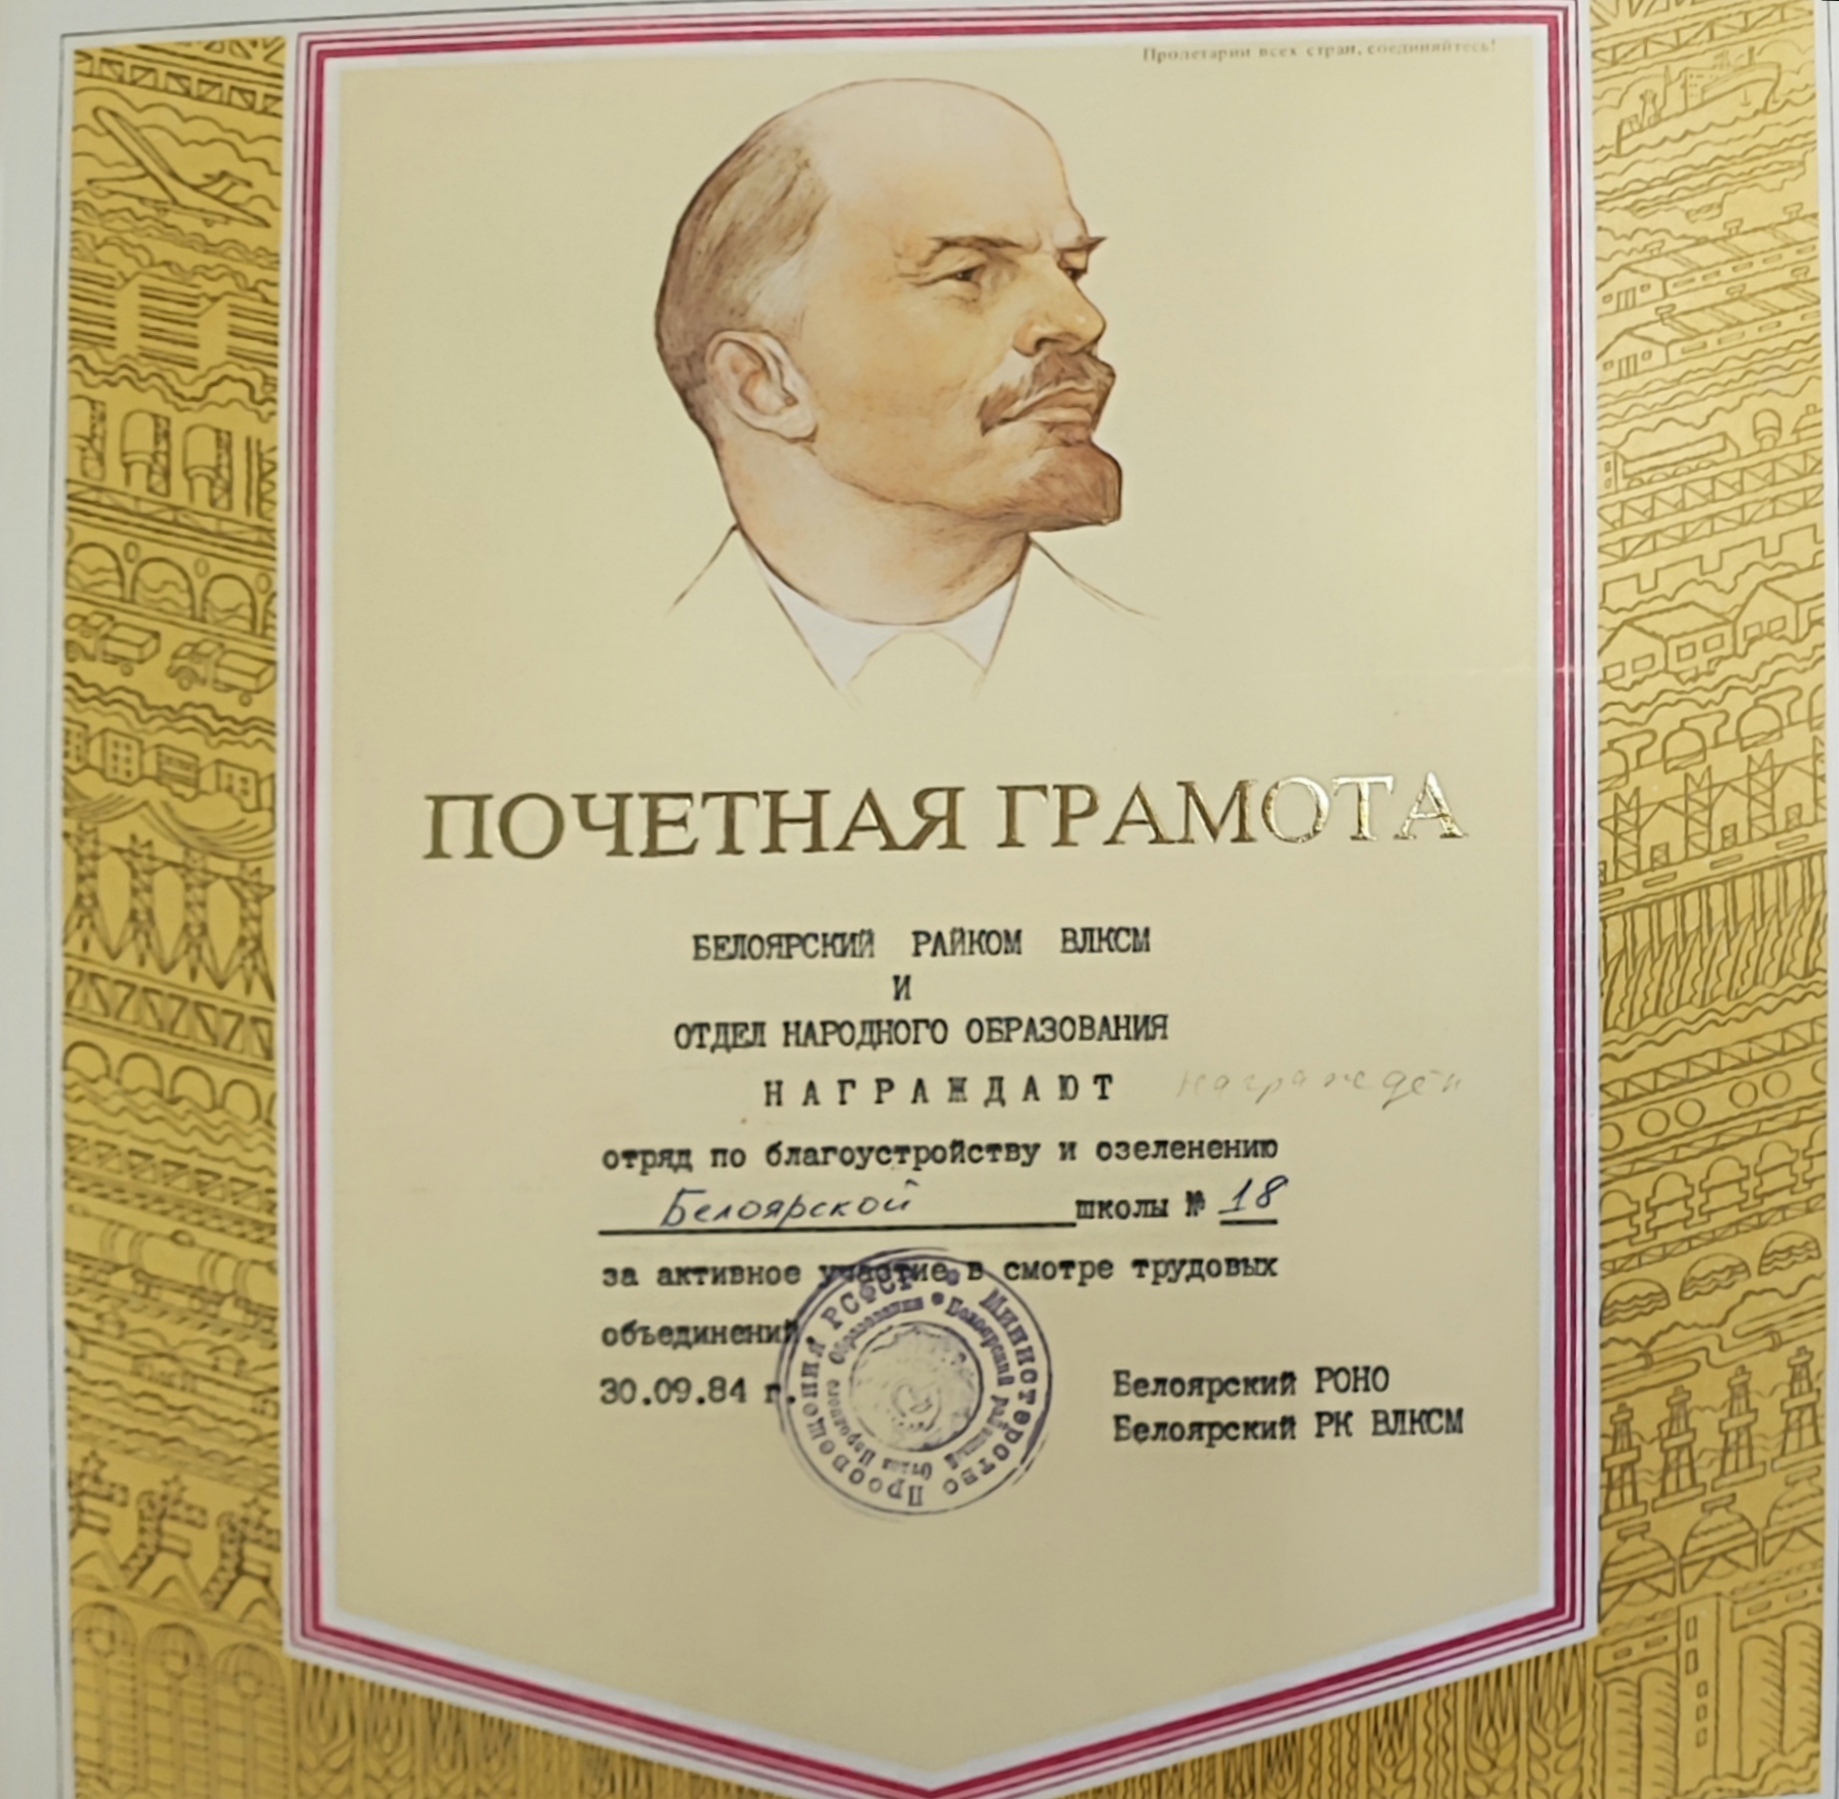 Пролетарии всех стран, соединяйтесь!
ПОЧЕТНАЯ ГРАМОТА
БЕЛОЯРСКИЙ РАЙКОМ ВЛКСМ
И
ОТДЕЛ НАРОДНОГО ОБРАЗОВАНИЯ
НАГРАЖДАЮТ награжден
отряд по благоустройству и озеленению
Белоярской школы № 18
за активное участие в смотре трудовых
объединений.
30.09.84 г.
Белоярский РОНО
Белоярский РК ВЛКСМ
Министерство Просвещения РСФСР
Белоярский районный Отдел Народного Образования